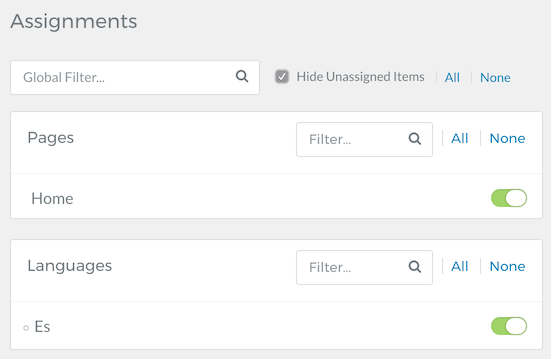 Assignments
Global Filter... Hide Unassigned Items All None
Pages Filter... All None
Home
Languages Filter... All None
Es